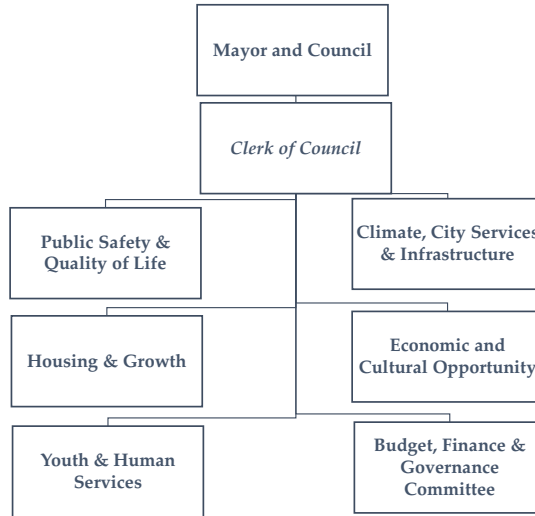 Mayor and Council
Clerk of Council
Public Safety &
Quality of Life
Climate, City Services
& Infrastructure
Housing & Growth
Economic and
Cultural Opportunity
Youth & Human
Services
Budget, Finance &
Governance
Committee